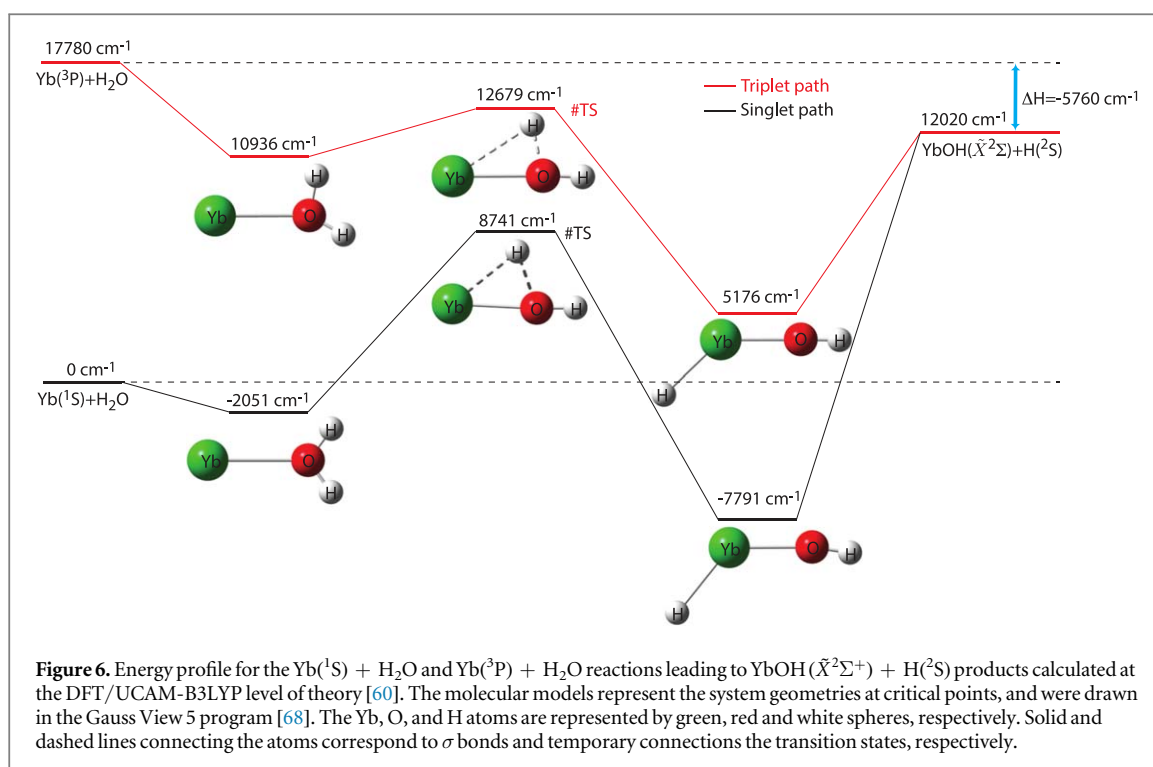 17780 cm⁻¹
Yb(³P)+H₂O
12679 cm⁻¹
#TS
Triplet path
Singlet path
ΔH=-5760 cm⁻¹
12020 cm⁻¹
YbOH(X̃²Σ)+H(²S)
10936 cm⁻¹
H
Yb
O
H
H
Yb
O
H
8741 cm⁻¹
#TS
H
Yb
O
H
5176 cm⁻¹
Yb
O
H
H
0 cm⁻¹
Yb(¹S)+H₂O
-2051 cm⁻¹
H
Yb
O
H
-7791 cm⁻¹
Yb
O
H
H
Figure 6. Energy profile for the Yb(¹S) + H₂O and Yb(³P) + H₂O reactions leading to YbOH (X̃²Σ⁺) + H(²S) products calculated at
the DFT/UCAM-B3LYP level of theory [60]. The molecular models represent the system geometries at critical points, and were drawn
in the Gauss View 5 program [68]. The Yb, O, and H atoms are represented by green, red and white spheres, respectively. Solid and
dashed lines connecting the atoms correspond to σ bonds and temporary connections the transition states, respectively.